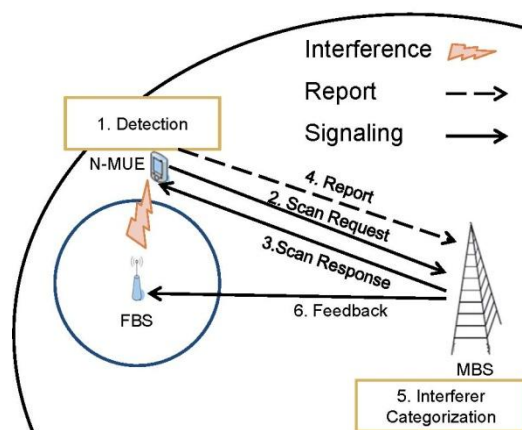 Interference
Report
Signaling
1. Detection
N-MUE
4. Report
2. Scan Request
3.Scan Response
FBS
6. Feedback
MBS
5. Interferer
Categorization